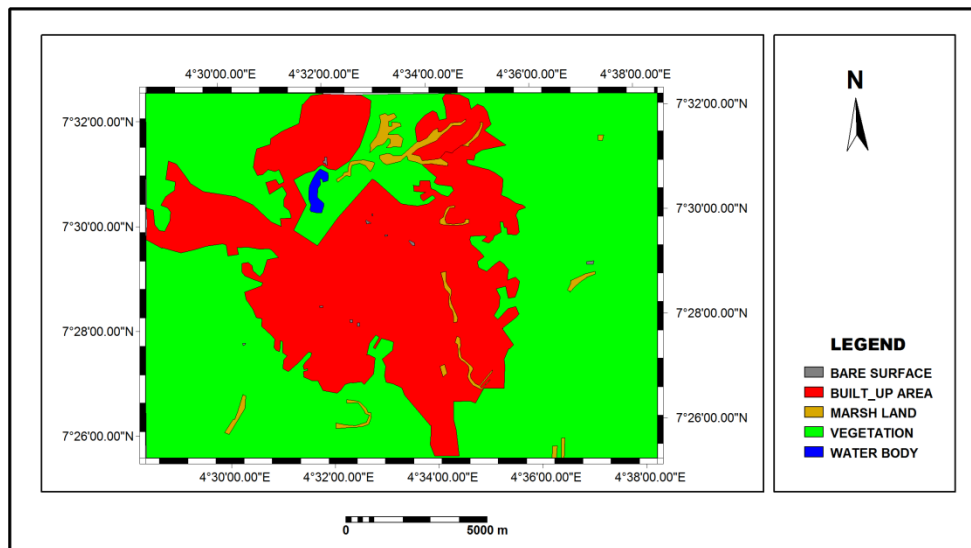 4°30'00.00"E 4°32'00.00"E 4°34'00.00"E 4°36'00.00"E 4°38'00.00"E
N
7°32'00.00"N 7°32'00.00"N
7°30'00.00"N 7°30'00.00"N
7°28'00.00"N 7°28'00.00"N
7°26'00.00"N 7°26'00.00"N
4°30'00.00"E 4°32'00.00"E 4°34'00.00"E 4°36'00.00"E 4°38'00.00"E
LEGEND
BARE SURFACE
BUILT_UP AREA
MARSH LAND
VEGETATION
WATER BODY
0 5000 m